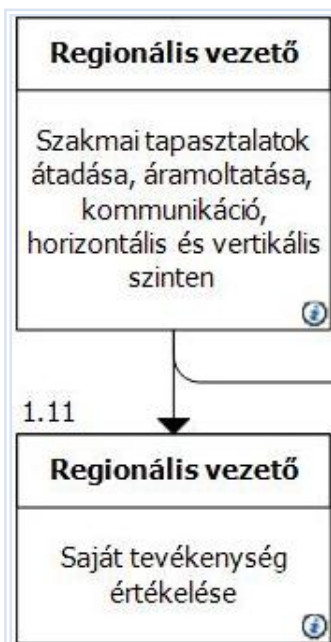 Regionális vezető
Szakmai tapasztalatok
átadása, áramoltatása,
kommunikáció,
horizontális és vertikális
szinten
1.11
Regionális vezető
Saját tevékenység
értékelése